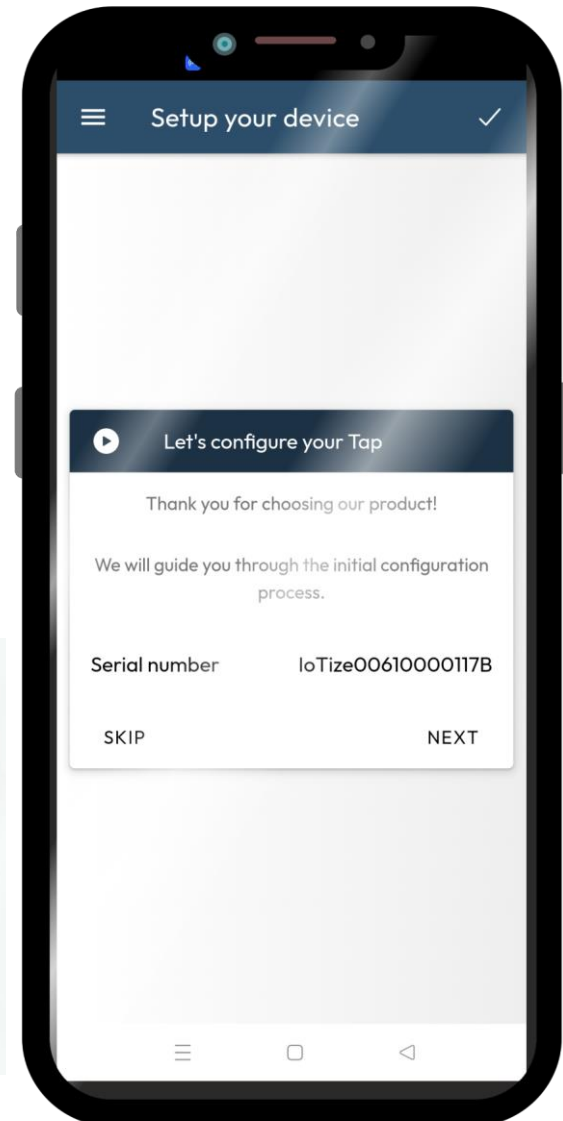 Setup your device
Let's configure your Tap
Thank you for choosing our product!
We will guide you through the initial configuration
process.
Serial number IoTize00610000117B
SKIP NEXT